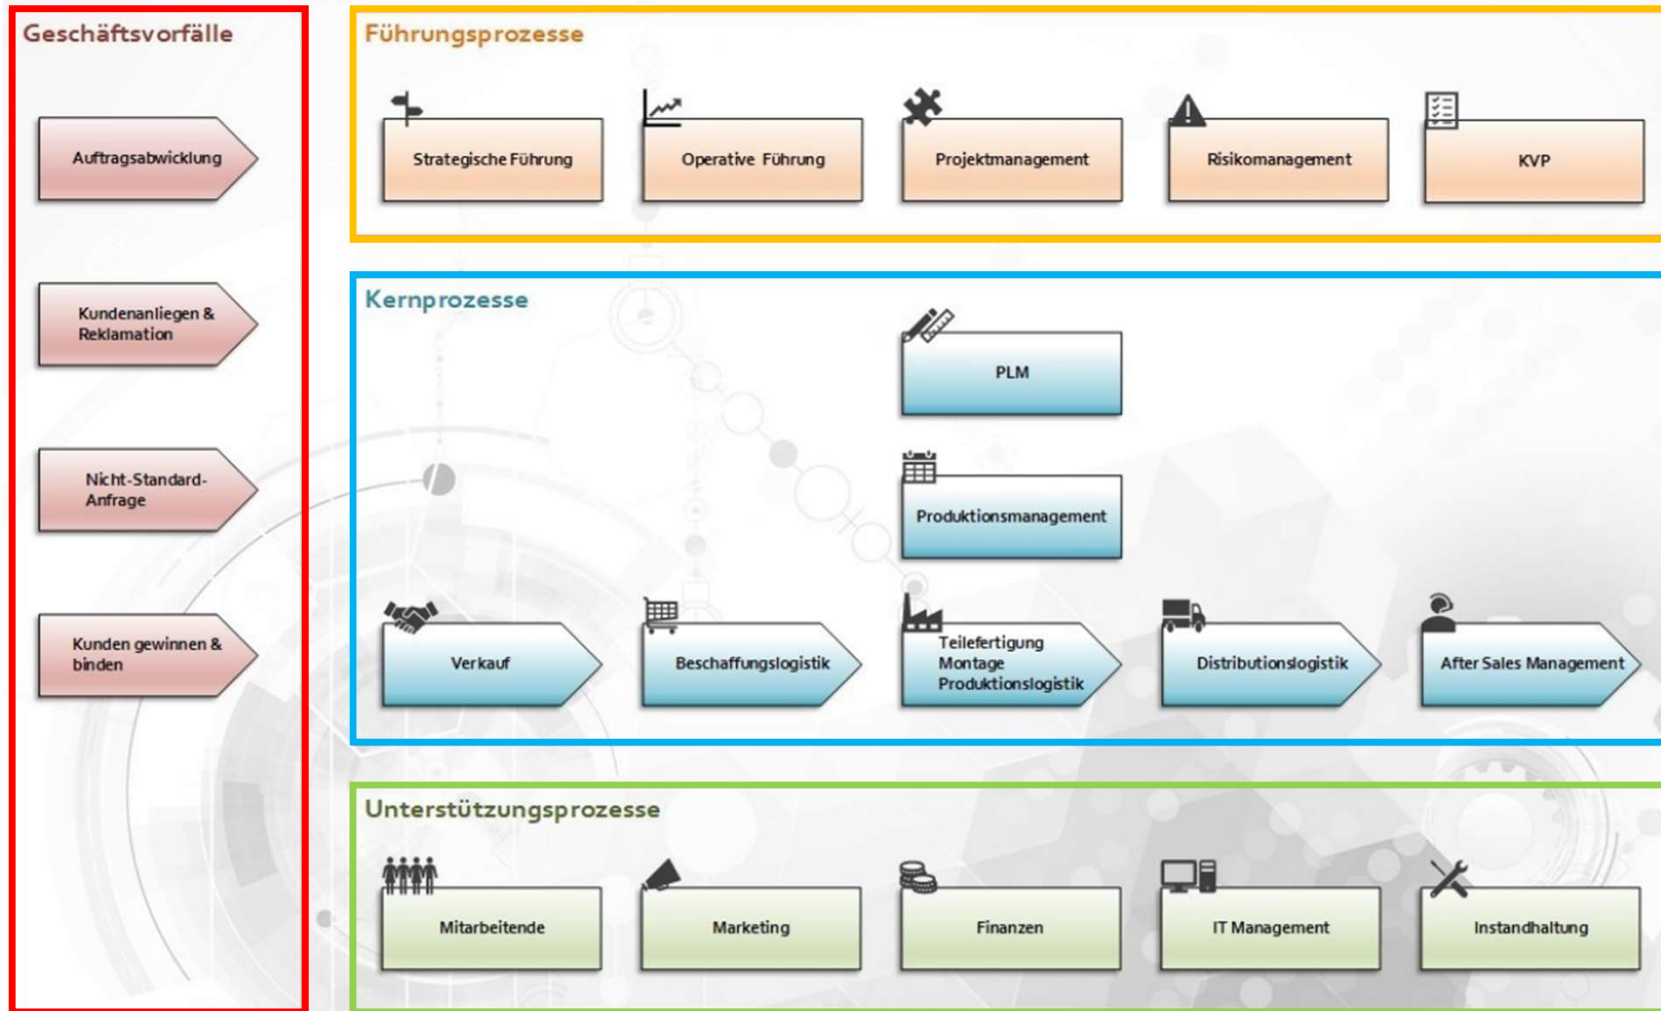 Geschäftsvorfälle
Auftragsabwicklung
Kundenanliegen &
Reklamation
Nicht-Standard-
Anfrage
Kunden gewinnen &
binden
Führungsprozesse
Strategische Führung
Operative Führung
Projektmanagement
Risikomanagement
KVP
Kernprozesse
PLM
Produktionsmanagement
Verkauf
Beschaffungslogistik
Teilefertigung
Montage
Produktionslogistik
Distributionslogistik
After Sales Management
Unterstützungsprozesse
Mitarbeitende
Marketing
Finanzen
IT Management
Instandhaltung